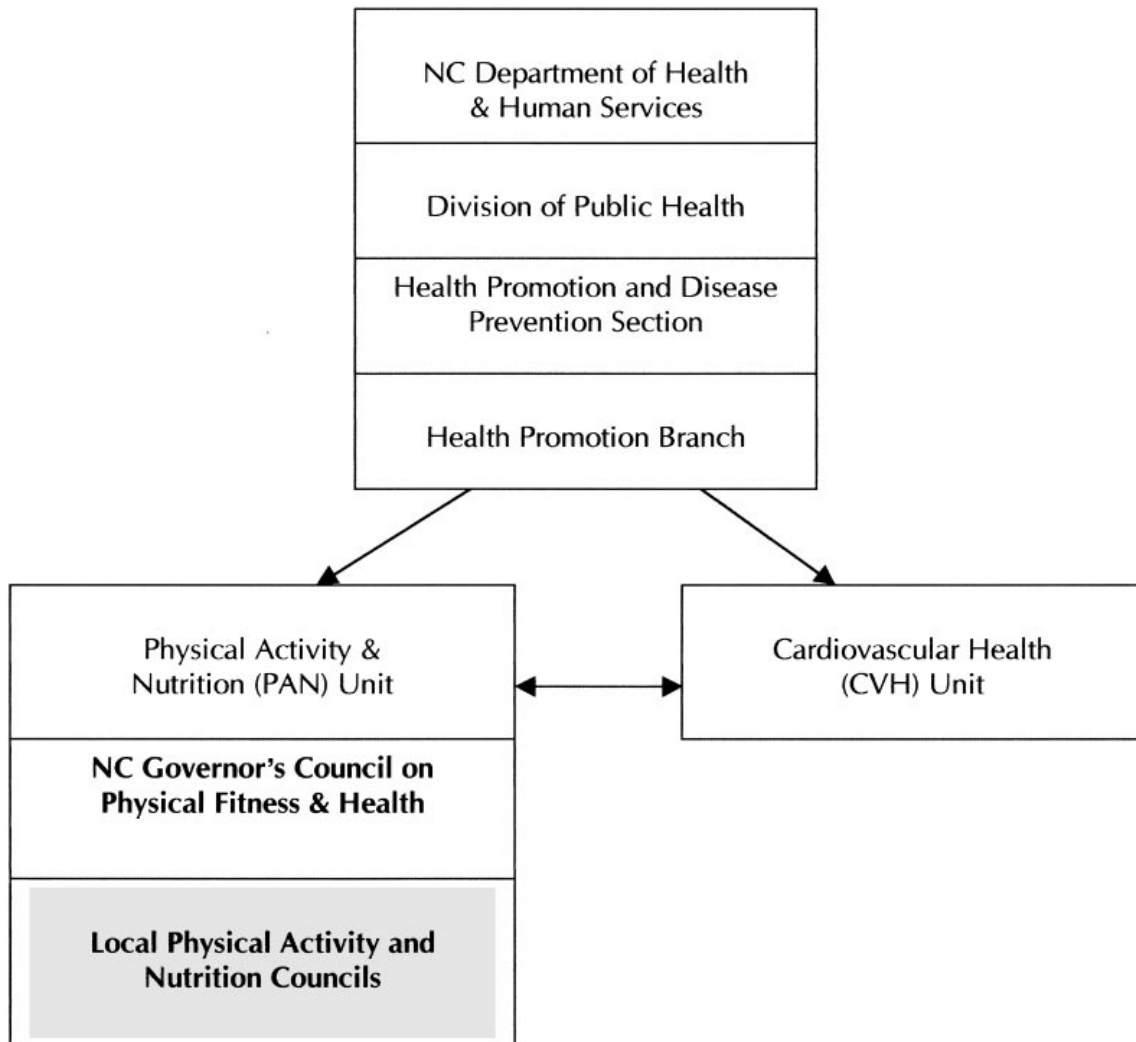 NC Department of Health
& Human Services
Division of Public Health
Health Promotion and Disease
Prevention Section
Health Promotion Branch
Physical Activity &
Nutrition (PAN) Unit
Cardiovascular Health
(CVH) Unit
NC Governor's Council on
Physical Fitness & Health
Local Physical Activity and
Nutrition Councils